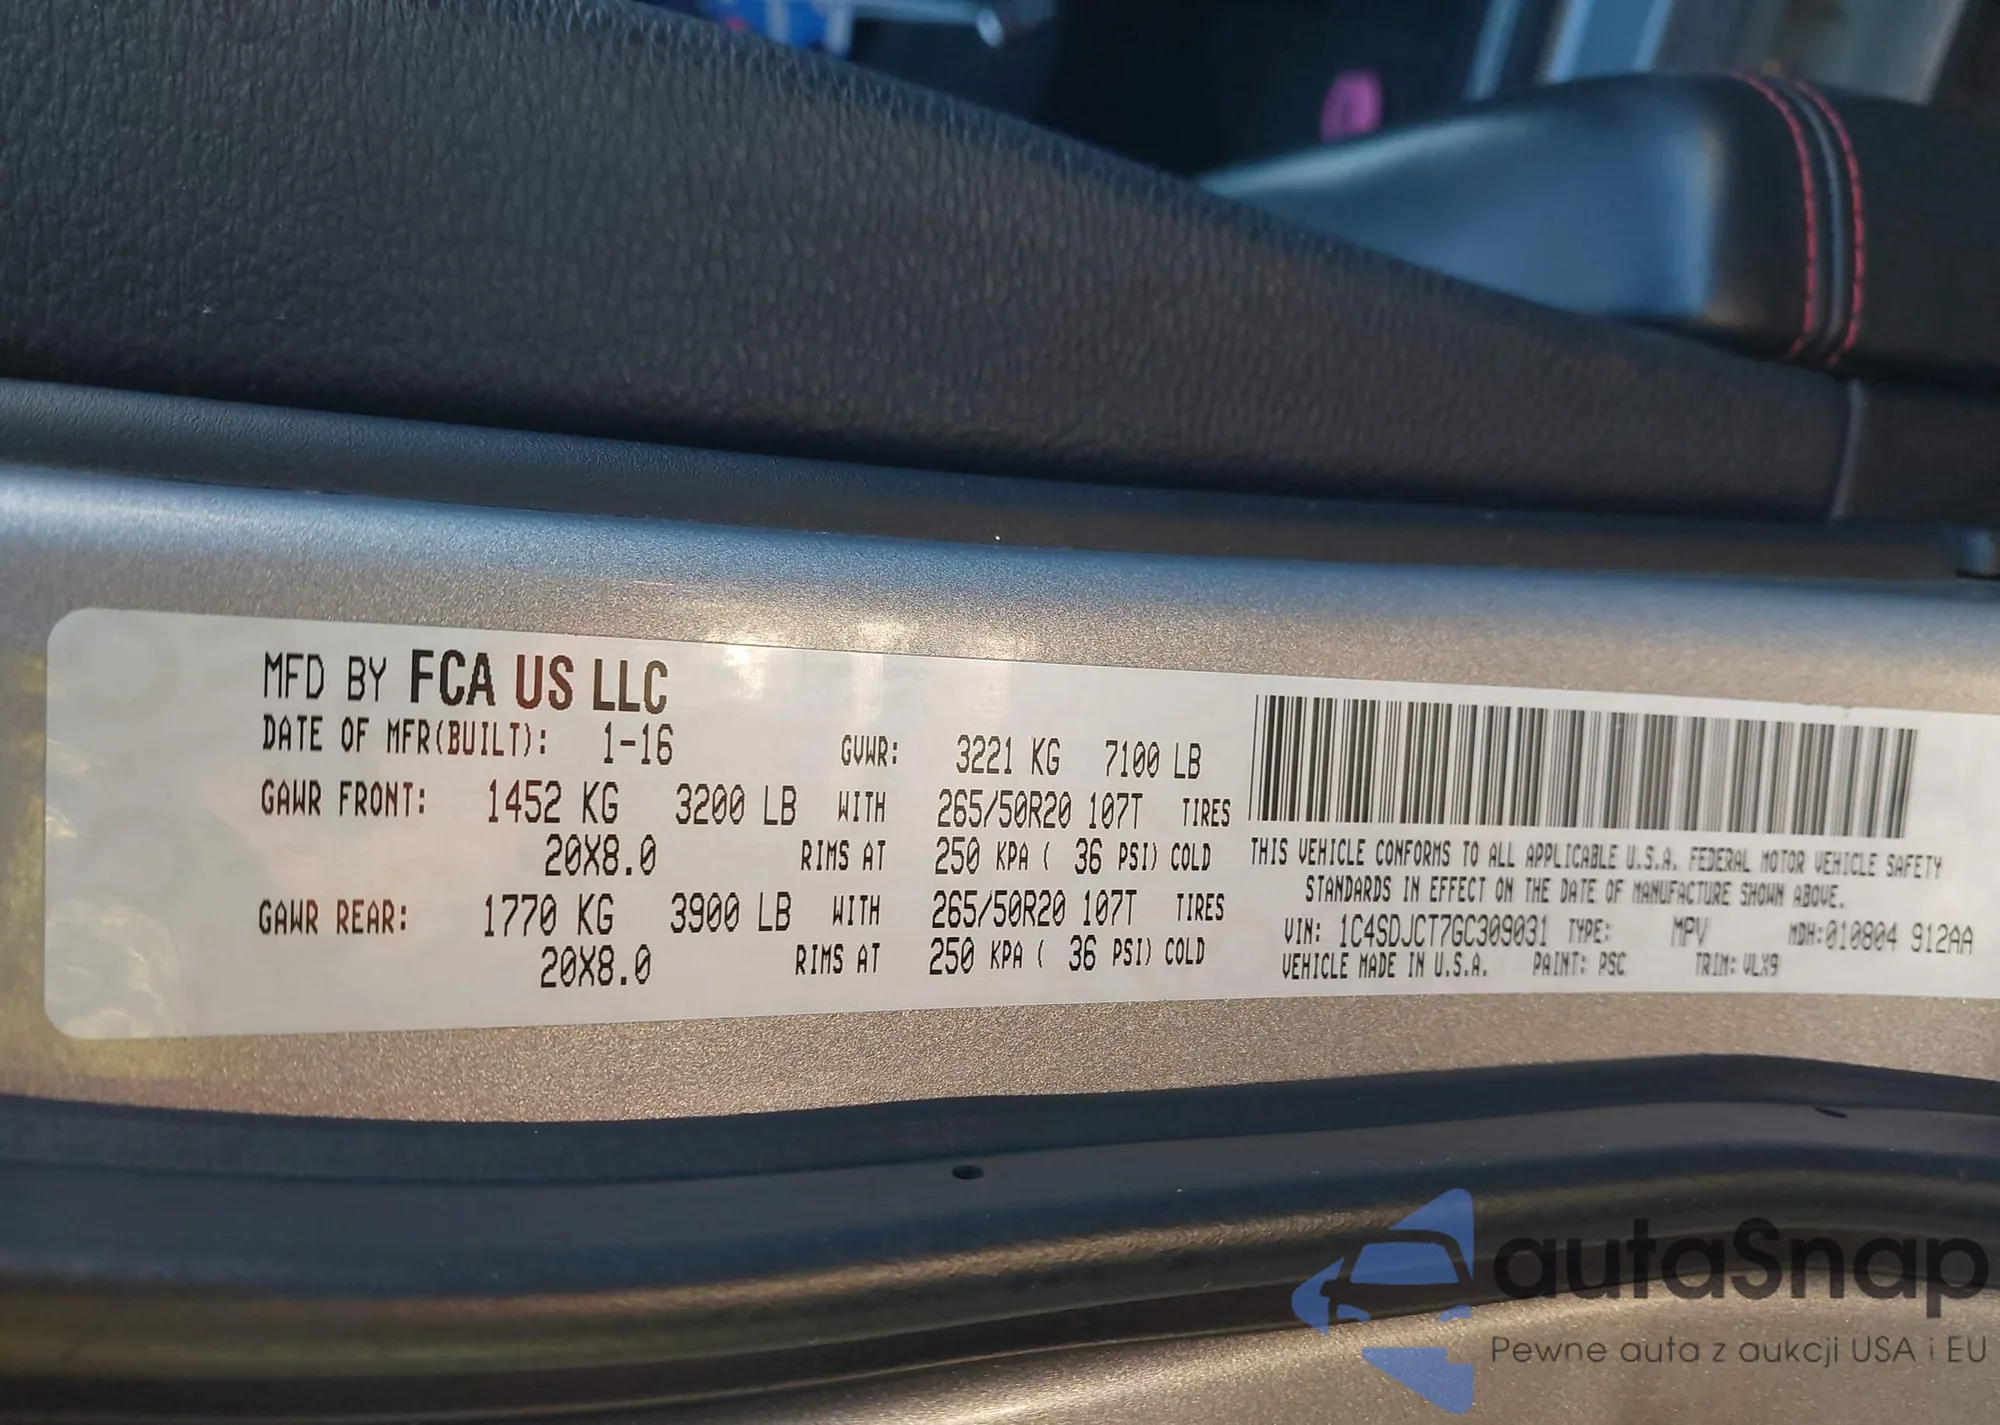 MFD BY FCA US LLC
DATE OF MFR(BUILT): 1-16 GVWR: 3221 KG 7100 LB
GAWR FRONT: 1452 KG 3200 LB WITH 265/50R20 107T TIRES
20X8.0 RIMS AT 250 KPA ( 36 PSI) COLD
GAWR REAR: 1770 KG 3900 LB WITH 265/50R20 107T TIRES
20X8.0 RIMS AT 250 KPA ( 36 PSI) COLD
THIS VEHICLE CONFORMS TO ALL APPLICABLE U.S.A. FEDERAL MOTOR VEHICLE SAFETY
STANDARDS IN EFFECT ON THE DATE OF MANUFACTURE SHOWN ABOVE.
VIN: 1C4SDJCT7GC309031 TYPE: MPV MDH:010804 912AA
VEHICLE MADE IN U.S.A. PAINT: PSC TRIM: VLX9
autaSnap
Pewne auta z aukcji USA i EU